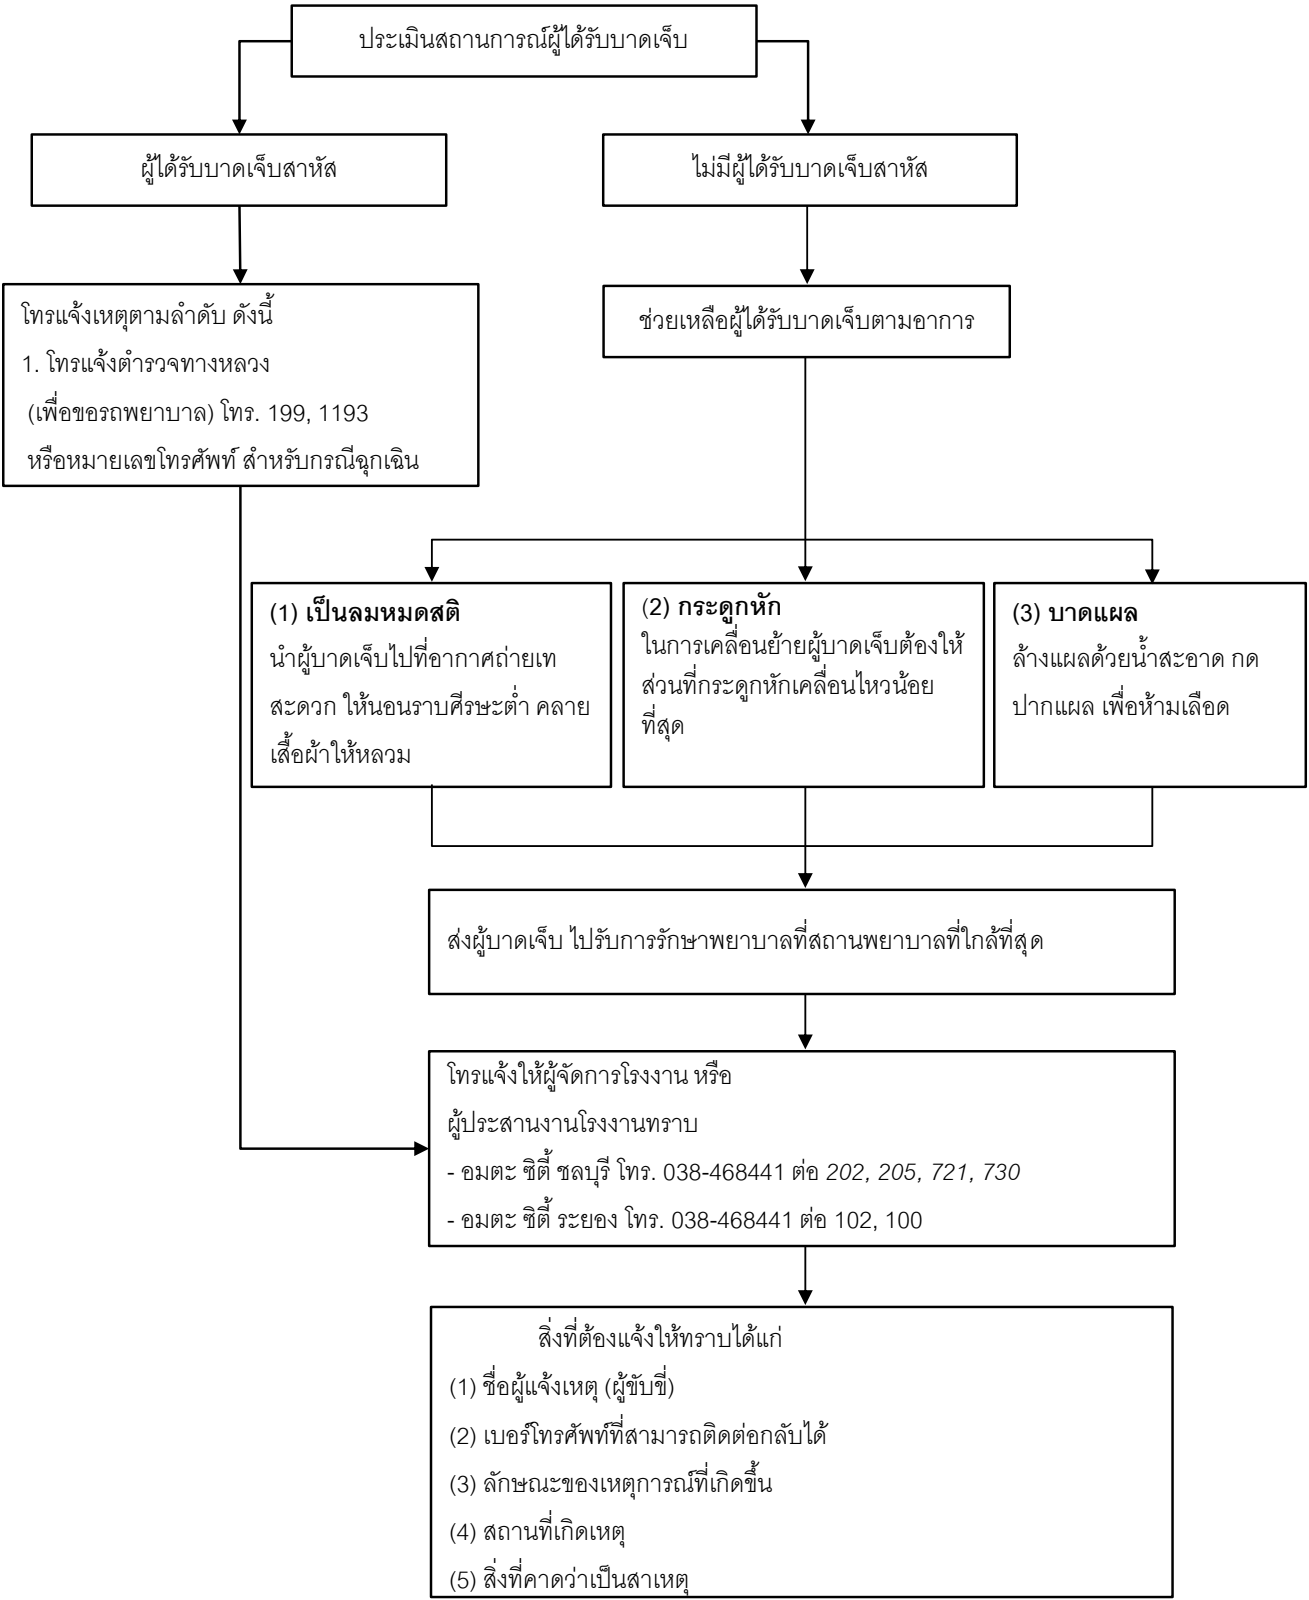 ประเมินสถานการณ์ผู้ได้รับบาดเจ็บ
ผู้ได้รับบาดเจ็บสาหัส
ไม่มีผู้ได้รับบาดเจ็บสาหัส
โทรแจ้งเหตุตามลำดับ ดังนี้
1. โทรแจ้งตำรวจทางหลวง
(เพื่อขอรถพยาบาล) โทร. 199, 1193
หรือหมายเลขโทรศัพท์ สำหรับกรณีฉุกเฉิน
ช่วยเหลือผู้ได้รับบาดเจ็บตามอาการ
(1) เป็นลมหมดสติ
นำผู้บาดเจ็บไปที่อากาศถ่ายเท
สะดวก ให้นอนราบศีรษะต่ำ คลาย
เสื้อผ้าให้หลวม
(2) กระดูกหัก
ในการเคลื่อนย้ายผู้บาดเจ็บต้องให้
ส่วนที่กระดูกหักเคลื่อนไหวน้อย
ที่สุด
(3) บาดแผล
ล้างแผลด้วยน้ำสะอาด กด
ปากแผล เพื่อห้ามเลือด
ส่งผู้บาดเจ็บ ไปรับการรักษาพยาบาลที่สถานพยาบาลที่ใกล้ที่สุด
โทรแจ้งให้ผู้จัดการโรงงาน หรือ
ผู้ประสานงานโรงงานทราบ
- อมตะ ซิตี้ ชลบุรี โทร. 038-468441 ต่อ 202, 205, 721, 730
- อมตะ ซิตี้ ระยอง โทร. 038-468441 ต่อ 102, 100
สิ่งที่ต้องแจ้งให้ทราบได้แก่
(1) ชื่อผู้แจ้งเหตุ (ผู้ขับขี่)
(2) เบอร์โทรศัพท์ที่สามารถติดต่อกลับได้
(3) ลักษณะของเหตุการณ์ที่เกิดขึ้น
(4) สถานที่เกิดเหตุ
(5) สิ่งที่คาดว่าเป็นสาเหตุ